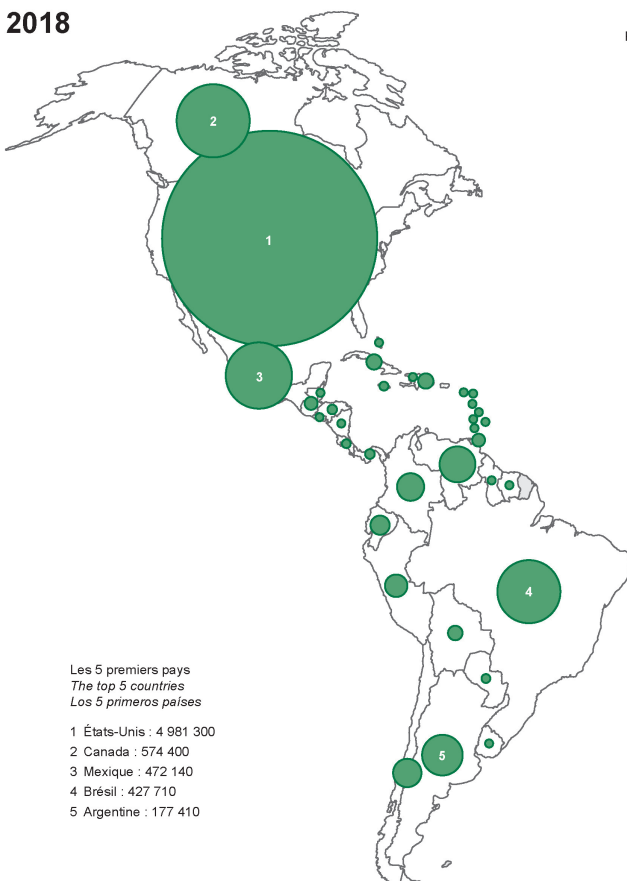 2018
2
1
3
4
5
Les 5 premiers pays
The top 5 countries
Los 5 primeros países
1 États-Unis : 4 981 300
2 Canada : 574 400
3 Mexique : 472 140
4 Brésil : 427 710
5 Argentine : 177 410